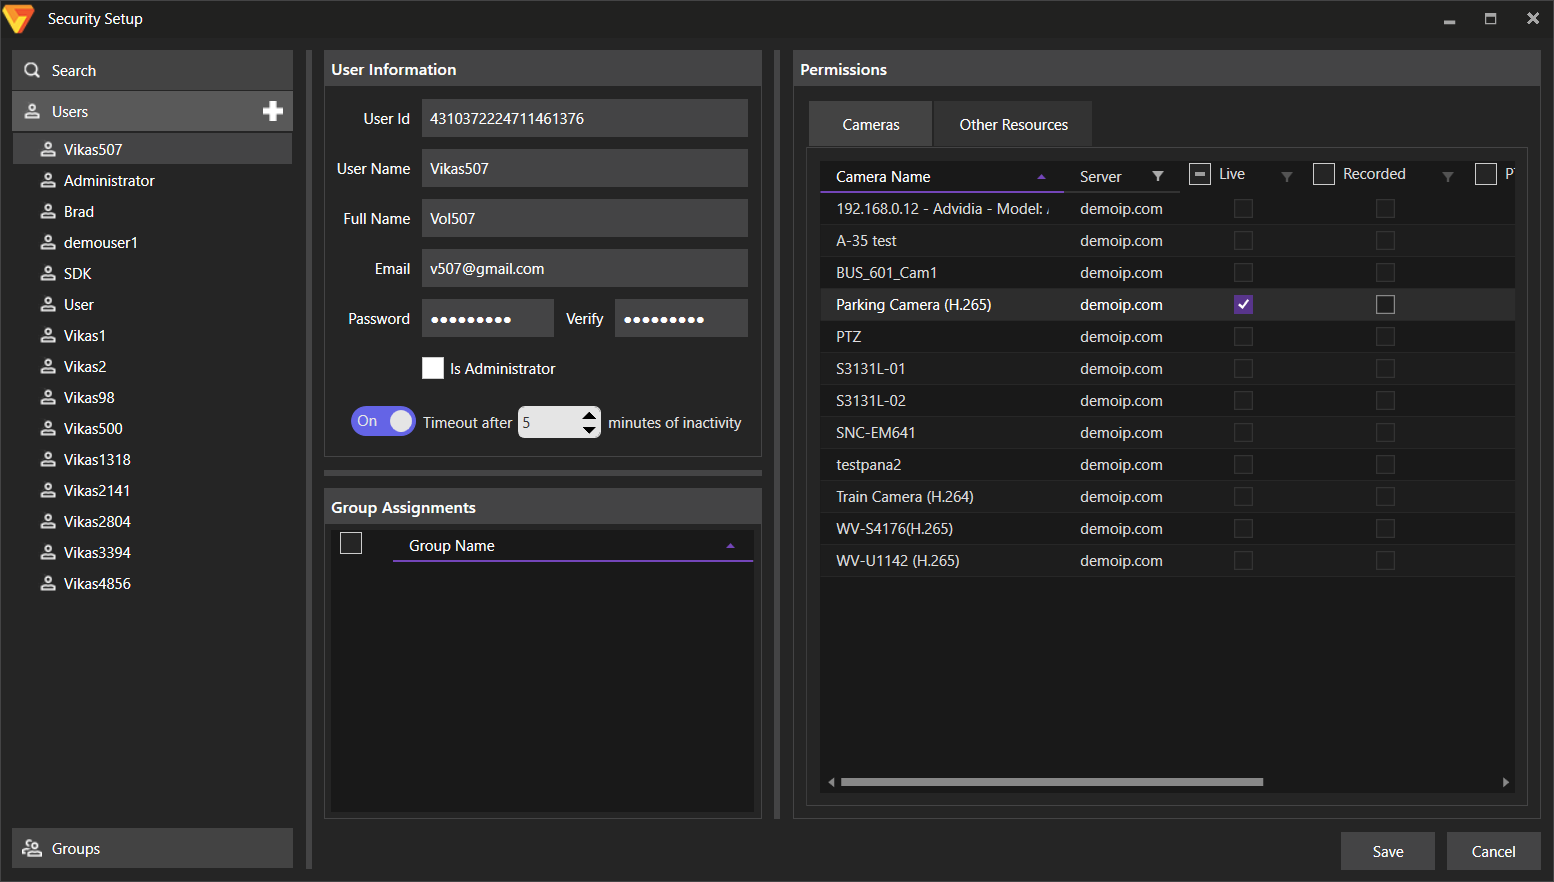 Security Setup
Search
Users
Vikas507
Administrator
Brad
demouser1
SDK
User
Vikas1
Vikas2
Vikas98
Vikas500
Vikas1318
Vikas2141
Vikas2804
Vikas3394
Vikas4856
Groups
User Information
User Id 4310372224711461376
User Name Vikas507
Full Name Vol507
Email v507@gmail.com
Password ●●●●●●●●● Verify ●●●●●●●●●
Is Administrator
On Timeout after 5 minutes of inactivity
Group Assignments
Group Name
Permissions
Cameras Other Resources
Camera Name Server Live Recorded
192.168.0.12 - Advidia - Model: demoip.com
A-35 test demoip.com
BUS_601_Cam1 demoip.com
Parking Camera (H.265) demoip.com
PTZ demoip.com
S3131L-01 demoip.com
S3131L-02 demoip.com
SNC-EM641 demoip.com
testpana2 demoip.com
Train Camera (H.264) demoip.com
WV-S4176(H.265) demoip.com
WV-U1142 (H.265) demoip.com
Save Cancel